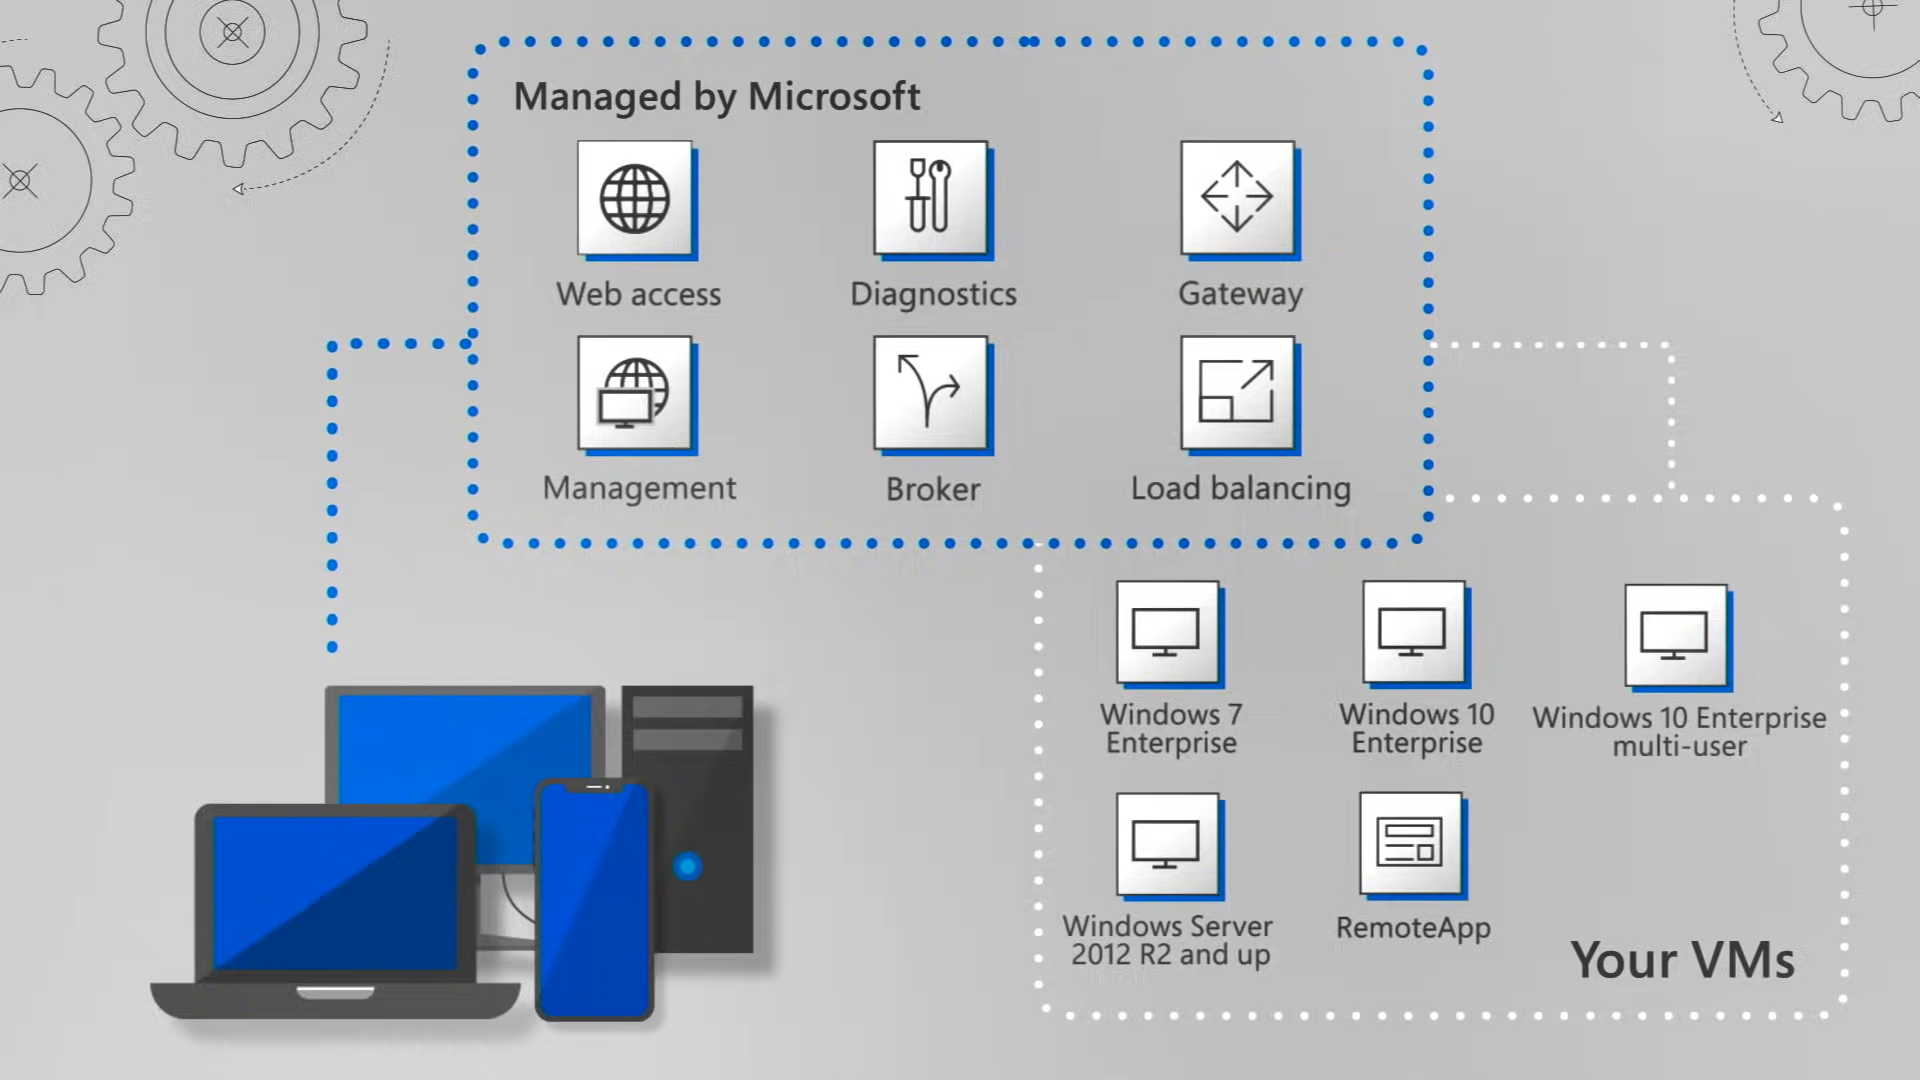 Managed by Microsoft
Web access
Diagnostics
Gateway
Management
Broker
Load balancing
Windows 7
Enterprise
Windows 10
Enterprise
Windows 10 Enterprise
multi-user
Windows Server
2012 R2 and up
RemoteApp
Your VMs